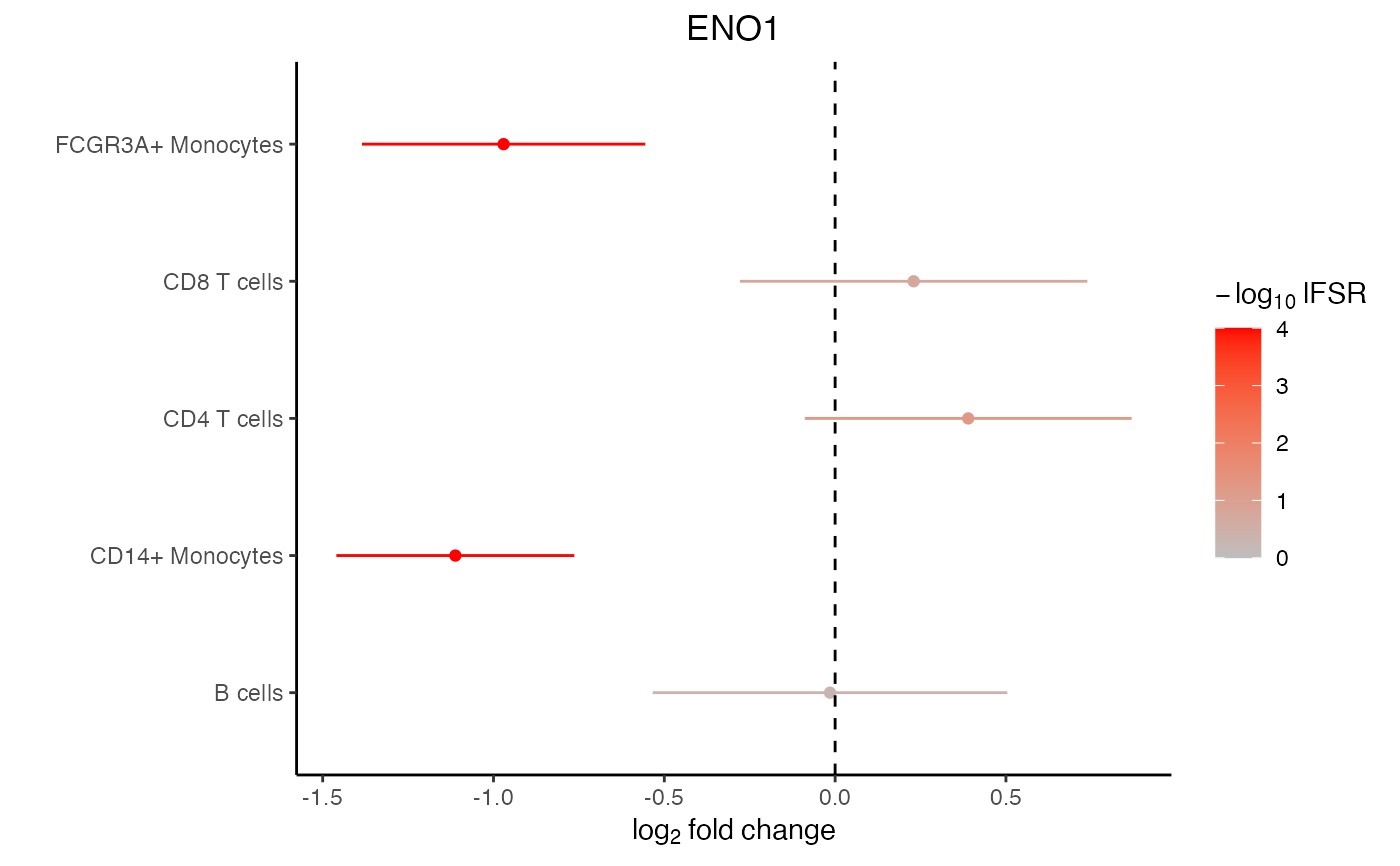 ENO1
FCGR3A+ Monocytes
CD8 T cells
CD4 T cells
CD14+ Monocytes
B cells
-1.5 -1.0 -0.5 0.0 0.5
log₂ fold change
−log₁₀ lFSR
4
3
2
1
0